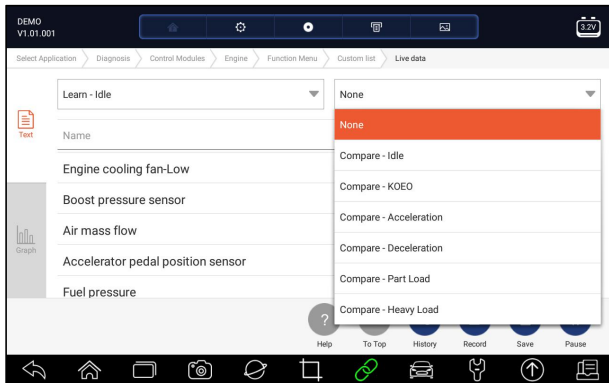 DEMO
V1.01.001
3.2V
Select Application Diagnosis Control Modules Engine Function Menu Custom list Live data
Learn - Idle
None
Text
Name
None
Engine cooling fan-Low
Compare - Idle
Boost pressure sensor
Compare - KOEO
Air mass flow
Compare - Acceleration
Graph
Accelerator pedal position sensor
Compare - Deceleration
Fuel pressure
Compare - Part Load
Compare - Heavy Load
?
Help To Top History Record Save Pause